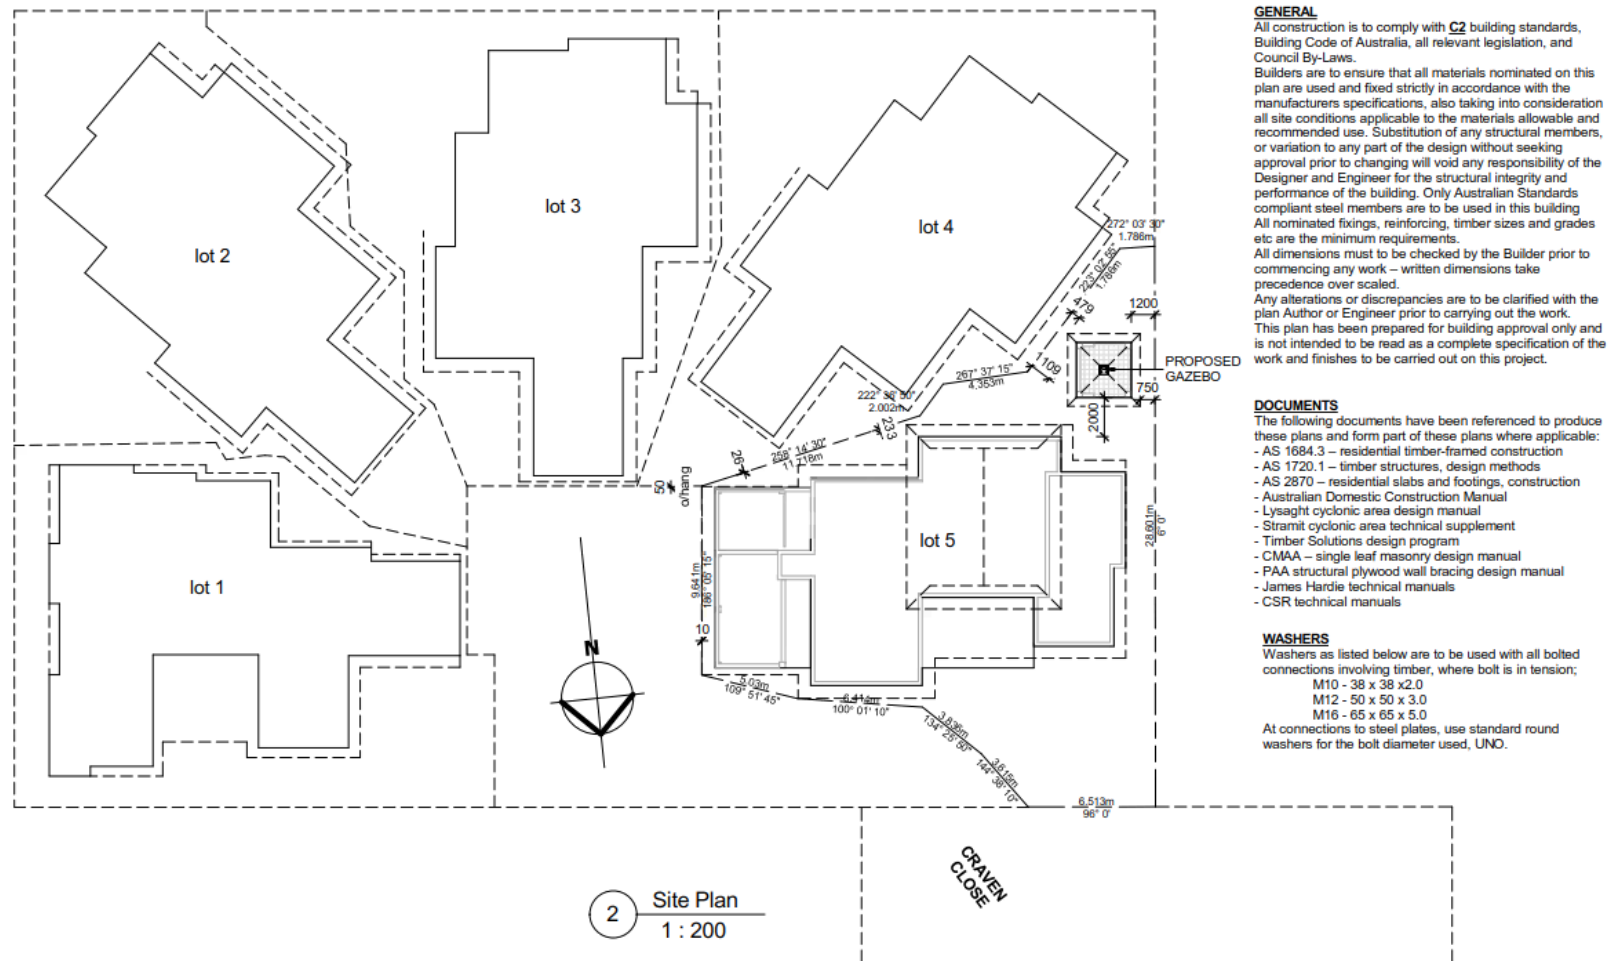 GENERAL
All construction is to comply with C2 building standards,
Building Code of Australia, all relevant legislation, and
Council By-Laws.
Builders are to ensure that all materials nominated on this
plan are used and fixed strictly in accordance with the
manufacturers specifications, also taking into consideration
all site conditions applicable to the materials allowable and
recommended use. Substitution of any structural members,
or variation to any part of the design without seeking
approval prior to changing will void any responsibility of the
Designer and Engineer for the structural integrity and
performance of the building. Only Australian Standards
compliant steel members are to be used in this building
All nominated fixings, reinforcing, timber sizes and grades
etc are the minimum requirements.
All dimensions must to be checked by the Builder prior to
commencing any work – written dimensions take
precedence over scaled.
Any alterations or discrepancies are to be clarified with the
plan Author or Engineer prior to carrying out the work.
This plan has been prepared for building approval only and
is not intended to be read as a complete specification of the
work and finishes to be carried out on this project.
DOCUMENTS
The following documents have been referenced to produce
these plans and form part of these plans where applicable:
- AS 1684.3 – residential timber-framed construction
- AS 1720.1 – timber structures, design methods
- AS 2870 – residential slabs and footings, construction
- Australian Domestic Construction Manual
- Lysaght cyclonic area design manual
- Stramit cyclonic area technical supplement
- Timber Solutions design program
- CMAA – single leaf masonry design manual
- PAA structural plywood wall bracing design manual
- James Hardie technical manuals
- CSR technical manuals
WASHERS
Washers as listed below are to be used with all bolted
connections involving timber, where bolt is in tension;
M10 - 38 x 38 x2.0
M12 - 50 x 50 x 3.0
M16 - 65 x 65 x 5.0
At connections to steel plates, use standard round
washers for the bolt diameter used, UNO.
lot 3
lot 4
lot 2
272° 03' 30"
1.786m
223° 02' 55"
1.786m
479
1200
PROPOSED
GAZEBO
750
2000
1109
267° 37' 15"
4.353m
222° 36' 50"
2.002m
233
258° 14' 30"
11.718m
26
50
o/hang
lot 5
28.601m
6° 0'
lot 1
9.641m
186° 05' 15"
10
N
5.03m
109° 51' 45"
6.414m
100° 01' 10"
3.836m
134° 25' 50"
3.615m
144° 38' 10"
6.513m
96° 0'
CRAVEN
CLOSE
2
Site Plan
1 : 200